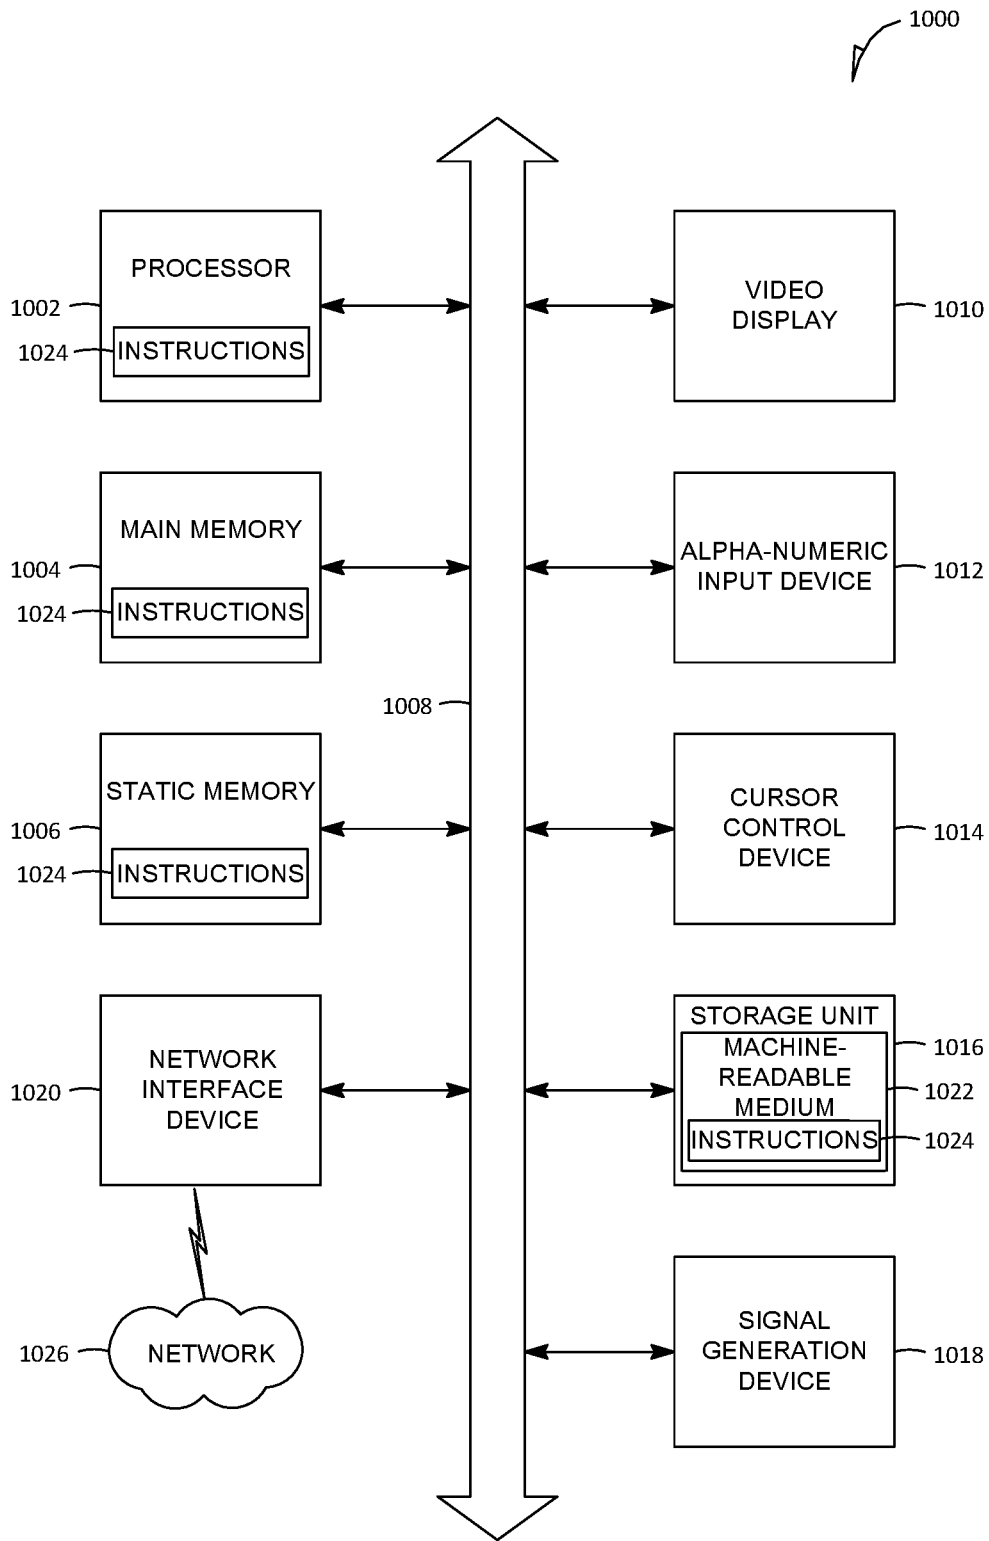 1000
PROCESSOR
1002
1024
INSTRUCTIONS
VIDEO
DISPLAY
1010
MAIN MEMORY
1004
1024
INSTRUCTIONS
ALPHA-NUMERIC
INPUT DEVICE
1012
1008
STATIC MEMORY
1006
1024
INSTRUCTIONS
CURSOR
CONTROL
DEVICE
1014
NETWORK
INTERFACE
DEVICE
1020
STORAGE UNIT
MACHINE-
READABLE
MEDIUM
INSTRUCTIONS
1016
1022
1024
1026
NETWORK
SIGNAL
GENERATION
DEVICE
1018